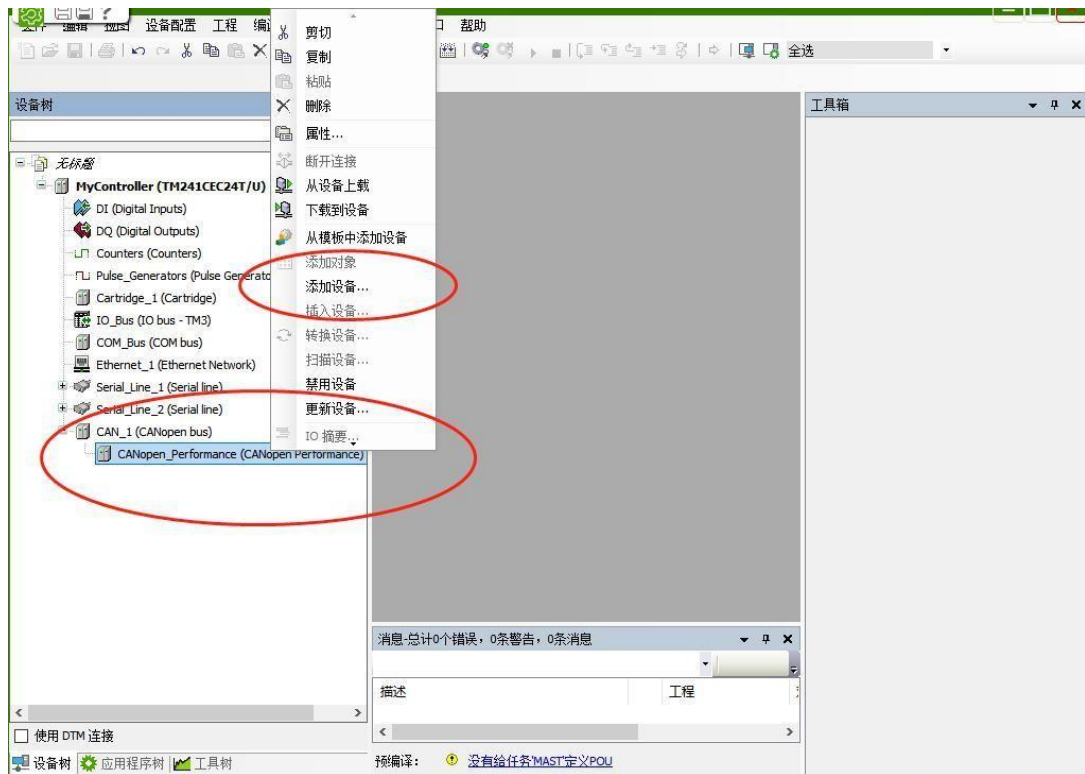 ?
编辑 视图 设备配置 工程 帮助
全选
设备树
无标题
MyController (TM241CEC24T/U)
DI (Digital Inputs)
DQ (Digital Outputs)
Counters (Counters)
Pulse_Generators (Pulse Generato
Cartridge_1 (Cartridge)
IO_Bus (IO bus - TM3)
COM_Bus (COM bus)
Ethernet_1 (Ethernet Network)
Serial_Line_1 (Serial line)
Serial_Line_2 (Serial line)
CAN_1 (CANopen bus)
CANopen_Performance (CANopen Performance)
使用 DTM 连接
设备树 应用程序树 工具树
剪切
复制
粘贴
删除
属性...
断开连接
从设备上载
下载到设备
从模板中添加设备
添加对象
添加设备...
插入设备...
转换设备...
扫描设备...
禁用设备
更新设备...
IO 摘要...
消息-总计0个错误，0条警告，0条消息
描述 工程
预编译： 没有给任务'MAST'定义POU
工具箱